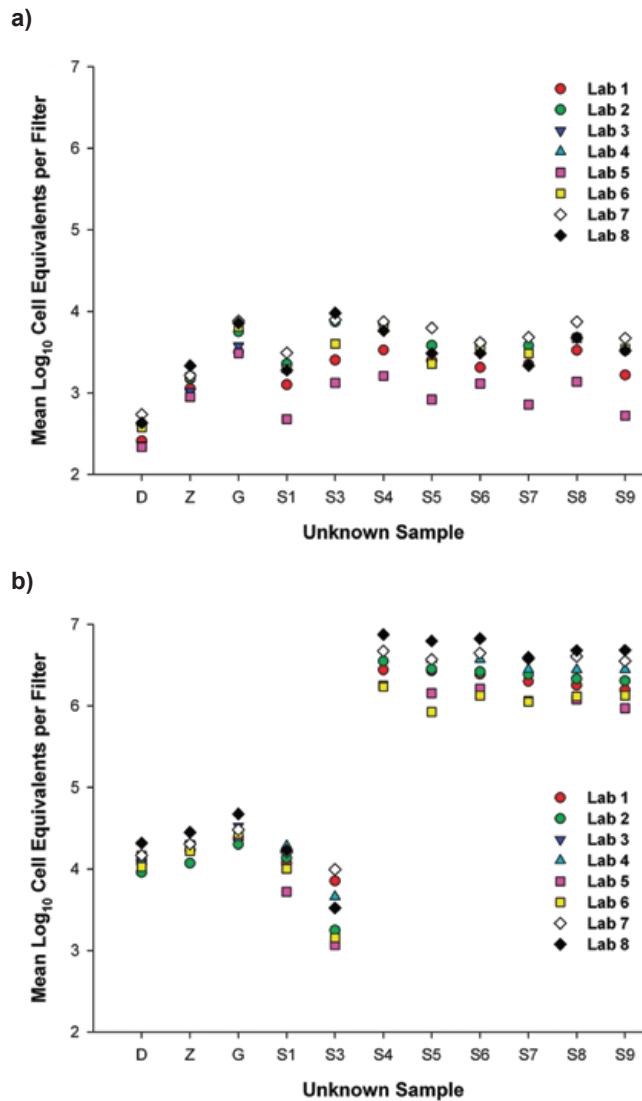 a)
7
6
5
4
3
2
Mean Log₁₀ Cell Equivalents per Filter
Lab 1
Lab 2
Lab 3
Lab 4
Lab 5
Lab 6
Lab 7
Lab 8
D Z G S1 S3 S4 S5 S6 S7 S8 S9
Unknown Sample
b)
7
6
5
4
3
2
Mean Log₁₀ Cell Equivalents per Filter
Lab 1
Lab 2
Lab 3
Lab 4
Lab 5
Lab 6
Lab 7
Lab 8
D Z G S1 S3 S4 S5 S6 S7 S8 S9
Unknown Sample